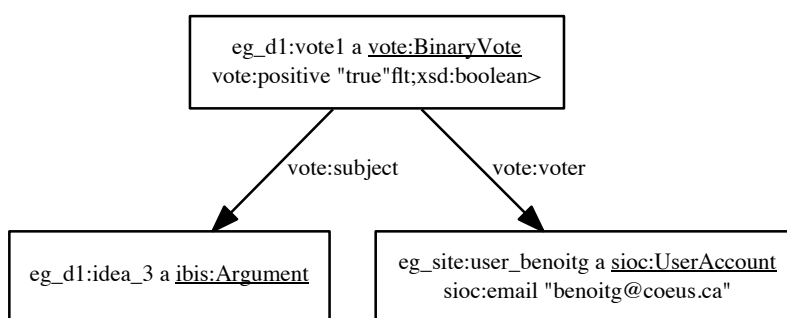 eg_d1:vote1 a vote:BinaryVote
vote:positive "true"flt;xsd:boolean>
vote:subject
vote:voter
eg_d1:idea_3 a ibis:Argument
eg_site:user_benoitg a sioc:UserAccount
sioc:email "benoitg@coeus.ca"